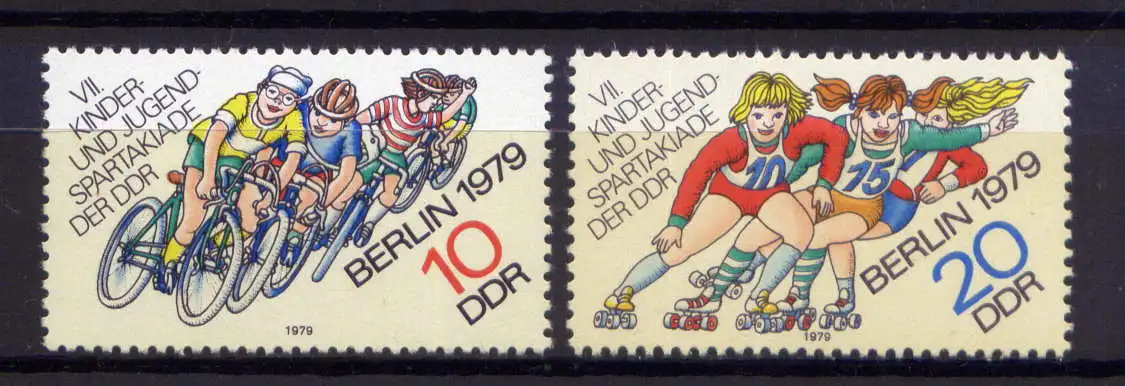 VII.
KINDER-
UND JUGEND-
SPARTAKIADE
DER DDR
BERLIN 1979
10
DDR
1979
VII.
KINDER-
UND JUGEND-
SPARTAKIADE
DER DDR
10
15
BERLIN 1979
20
DDR
1979